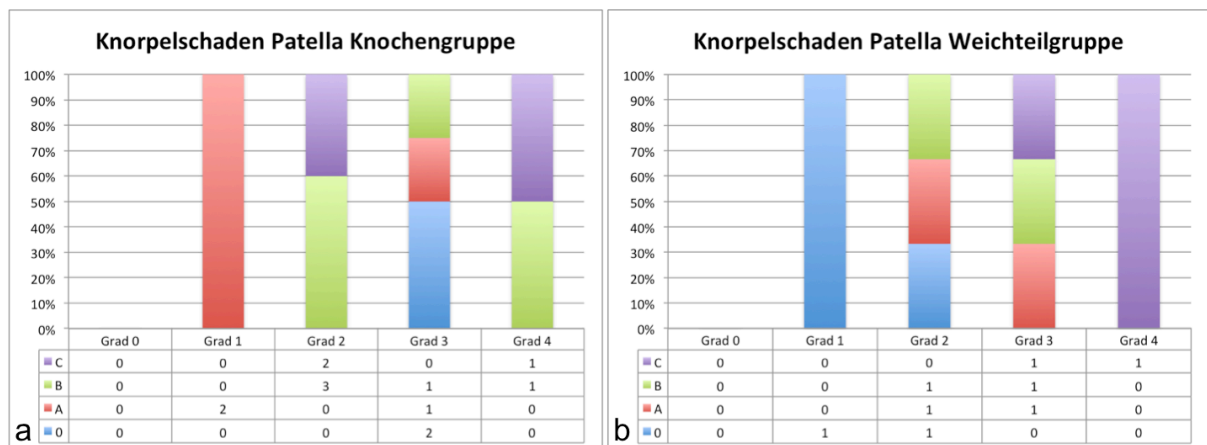 Knorpelschaden Patella Knochengruppe
100%
90%
80%
70%
60%
50%
40%
30%
20%
10%
0%
Grad 0 Grad 1 Grad 2 Grad 3 Grad 4
C 0 0 2 0 1
B 0 0 3 1 1
A 0 2 0 1 0
0 0 0 0 2 0
a
Knorpelschaden Patella Weichteilgruppe
100%
90%
80%
70%
60%
50%
40%
30%
20%
10%
0%
Grad 0 Grad 1 Grad 2 Grad 3 Grad 4
C 0 0 0 1 1
B 0 0 1 1 0
A 0 0 1 1 0
0 0 1 1 0 0
b